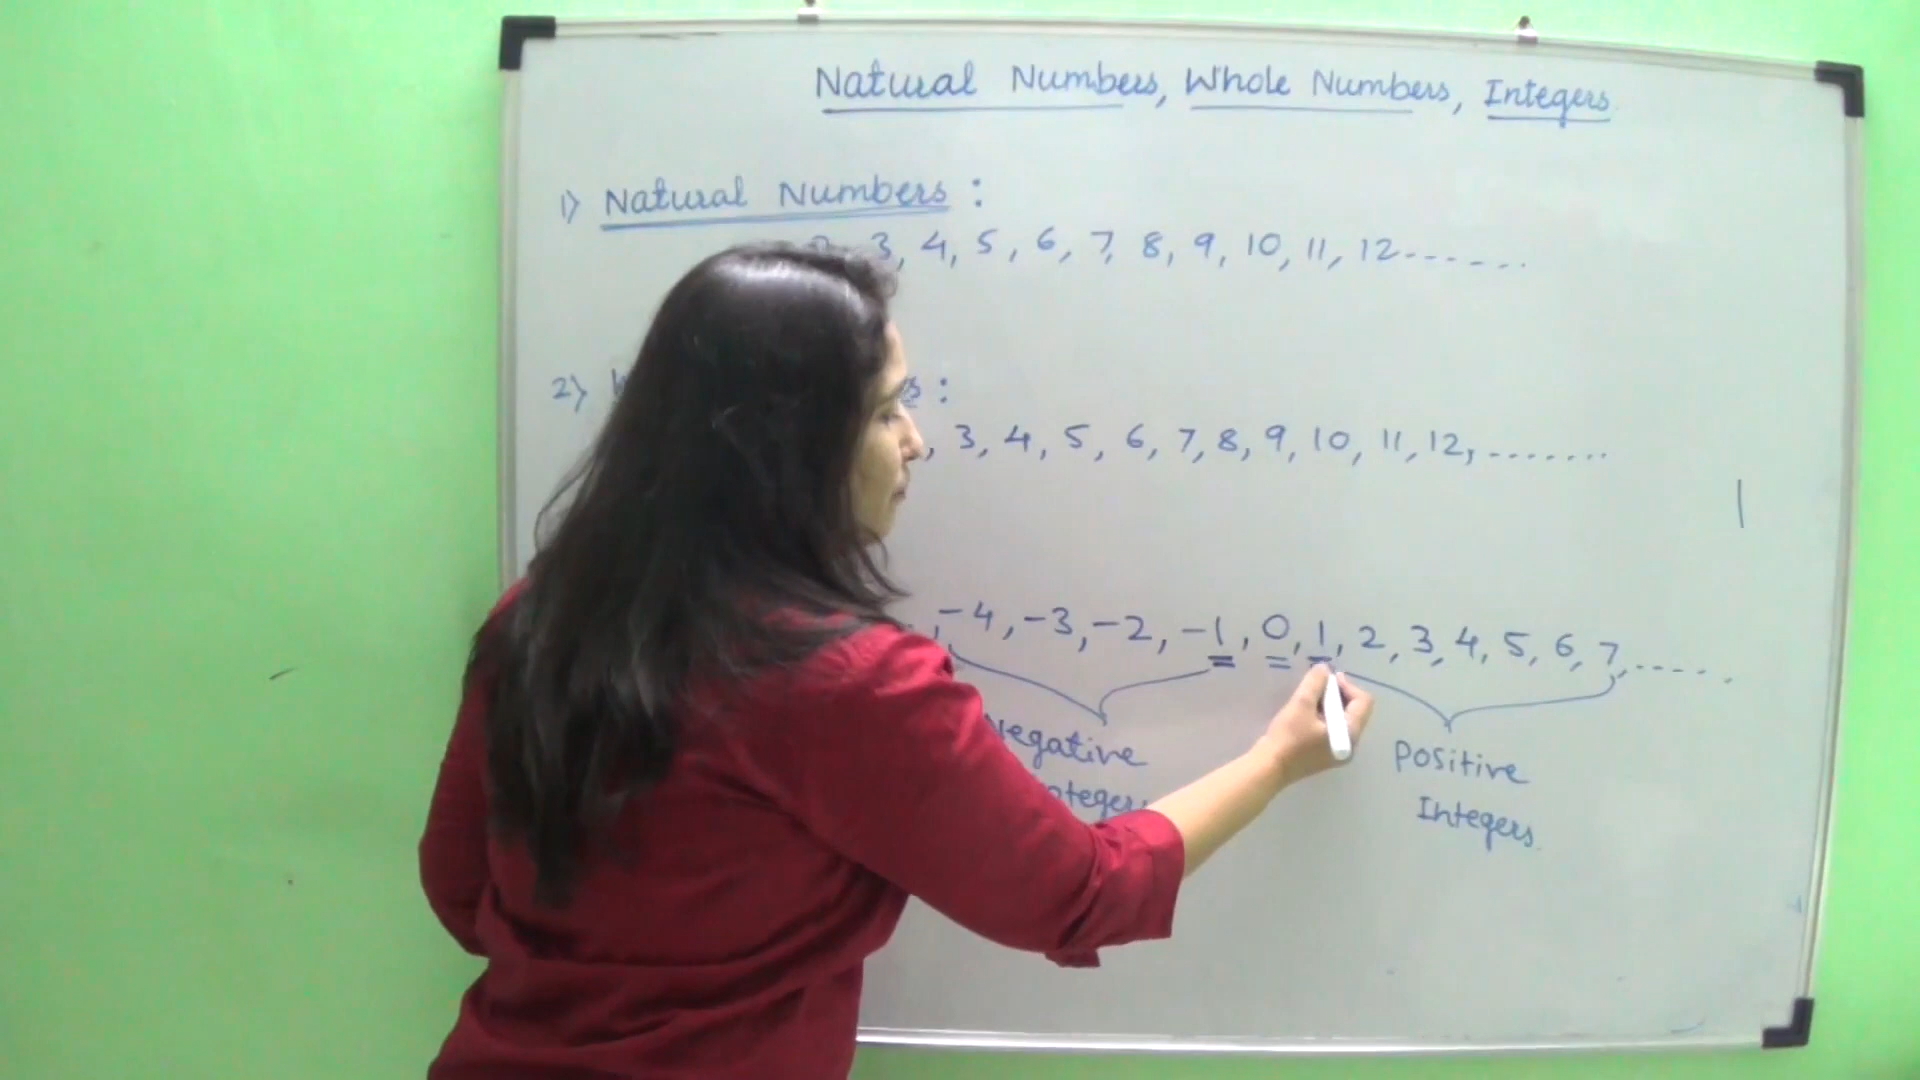 Natural Numbers, Whole Numbers, Integers
1) Natural Numbers :
3, 4, 5, 6, 7, 8, 9, 10, 11, 12------
2) :
, 3, 4, 5, 6, 7, 8, 9, 10, 11, 12, .......
, -4, -3, -2, -1, 0, 1, 2, 3, 4, 5, 6, 7, .....
Negative
Positive
Integers